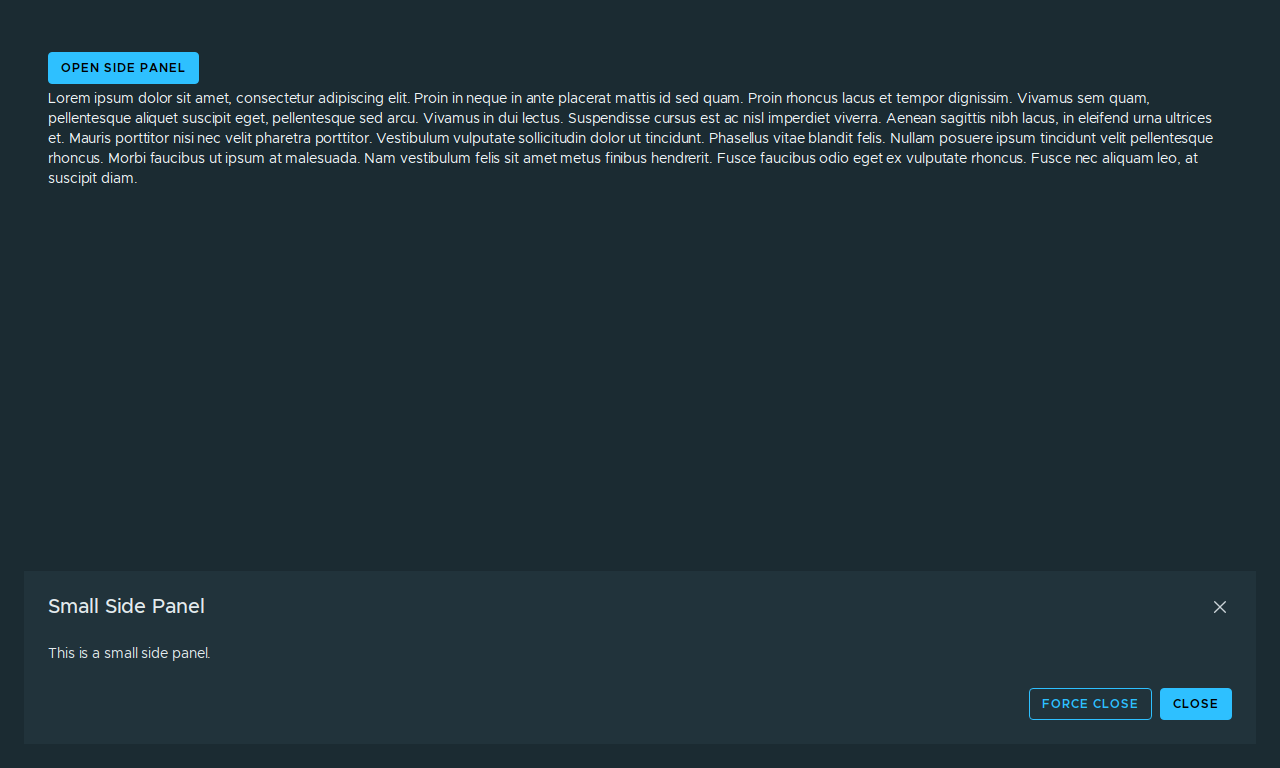 OPEN SIDE PANEL
Lorem ipsum dolor sit amet, consectetur adipiscing elit. Proin in neque in ante placerat mattis id sed quam. Proin rhoncus lacus et tempor dignissim. Vivamus sem quam,
pellentesque aliquet suscipit eget, pellentesque sed arcu. Vivamus in dui lectus. Suspendisse cursus est ac nisl imperdiet viverra. Aenean sagittis nibh lacus, in eleifend urna ultrices
et. Mauris porttitor nisi nec velit pharetra porttitor. Vestibulum vulputate sollicitudin dolor ut tincidunt. Phasellus vitae blandit felis. Nullam posuere ipsum tincidunt velit pellentesque
rhoncus. Morbi faucibus ut ipsum at malesuada. Nam vestibulum felis sit amet metus finibus hendrerit. Fusce faucibus odio eget ex vulputate rhoncus. Fusce nec aliquam leo, at
suscipit diam.
Small Side Panel
This is a small side panel.
FORCE CLOSE
CLOSE